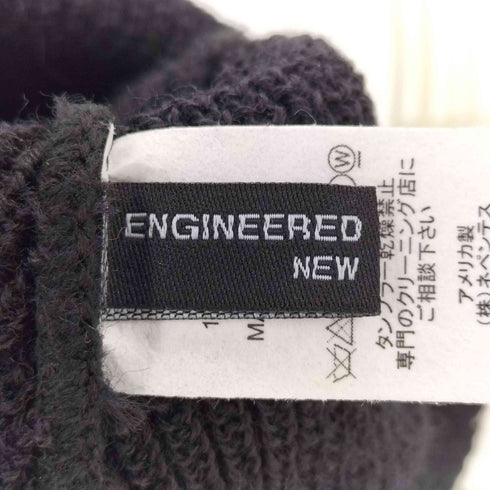 ENGINEERED
NEW
タンブラー乾燥禁止
専門のクリーニング店に
ご相談下さい
アメリカ製
(株)ネペンテス
W